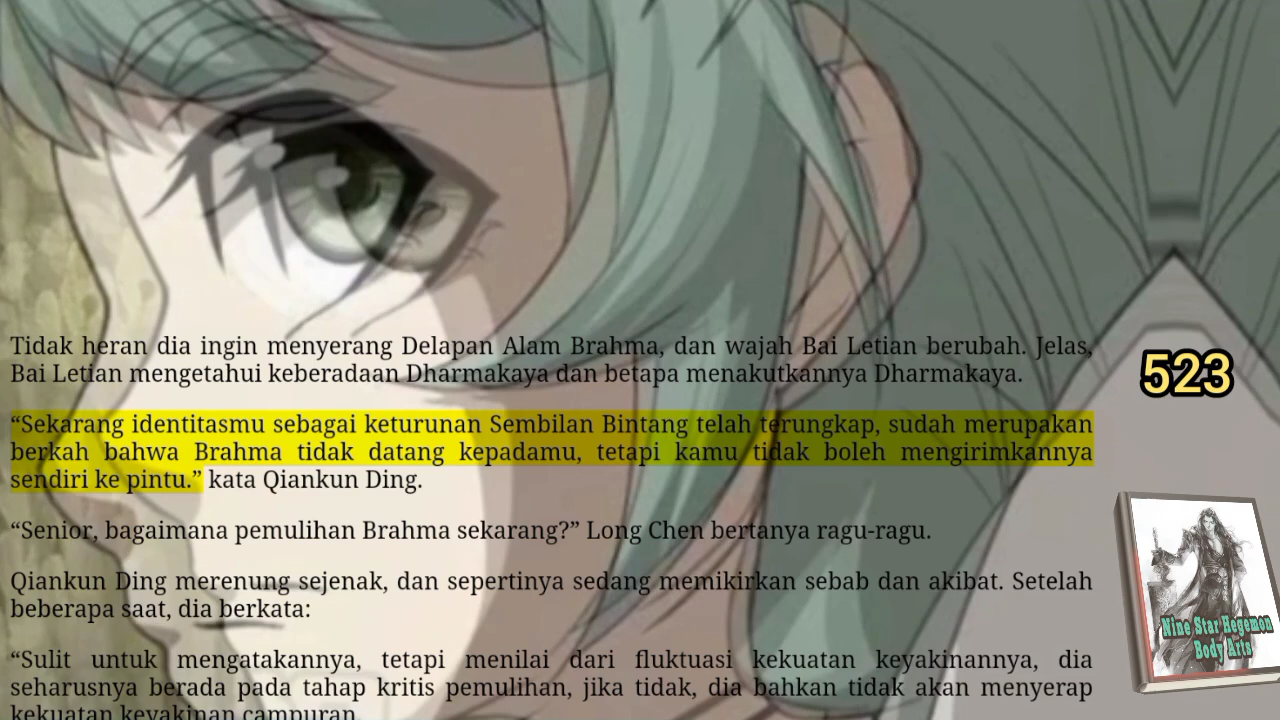 Tidak heran dia ingin menyerang Delapan Alam Brahma, dan wajah Bai Letian berubah. Jelas,
Bai Letian mengetahui keberadaan Dharmakaya dan betapa menakutkannya Dharmakaya.
“Sekarang identitasmu sebagai keturunan Sembilan Bintang telah terungkap, sudah merupakan
berkah bahwa Brahma tidak datang kepadamu, tetapi kamu tidak boleh mengirimkannya
sendiri ke pintu.” kata Qiankun Ding.
“Senior, bagaimana pemulihan Brahma sekarang?” Long Chen bertanya ragu-ragu.
Qiankun Ding merenung sejenak, dan sepertinya sedang memikirkan sebab dan akibat. Setelah
beberapa saat, dia berkata:
“Sulit untuk mengatakannya, tetapi menilai dari fluktuasi kekuatan keyakinannya, dia
seharusnya berada pada tahap kritis pemulihan, jika tidak, dia bahkan tidak akan menyerap
kekuatan keyakinan campuran.
523
Nine Star Hegemon
Body Arts